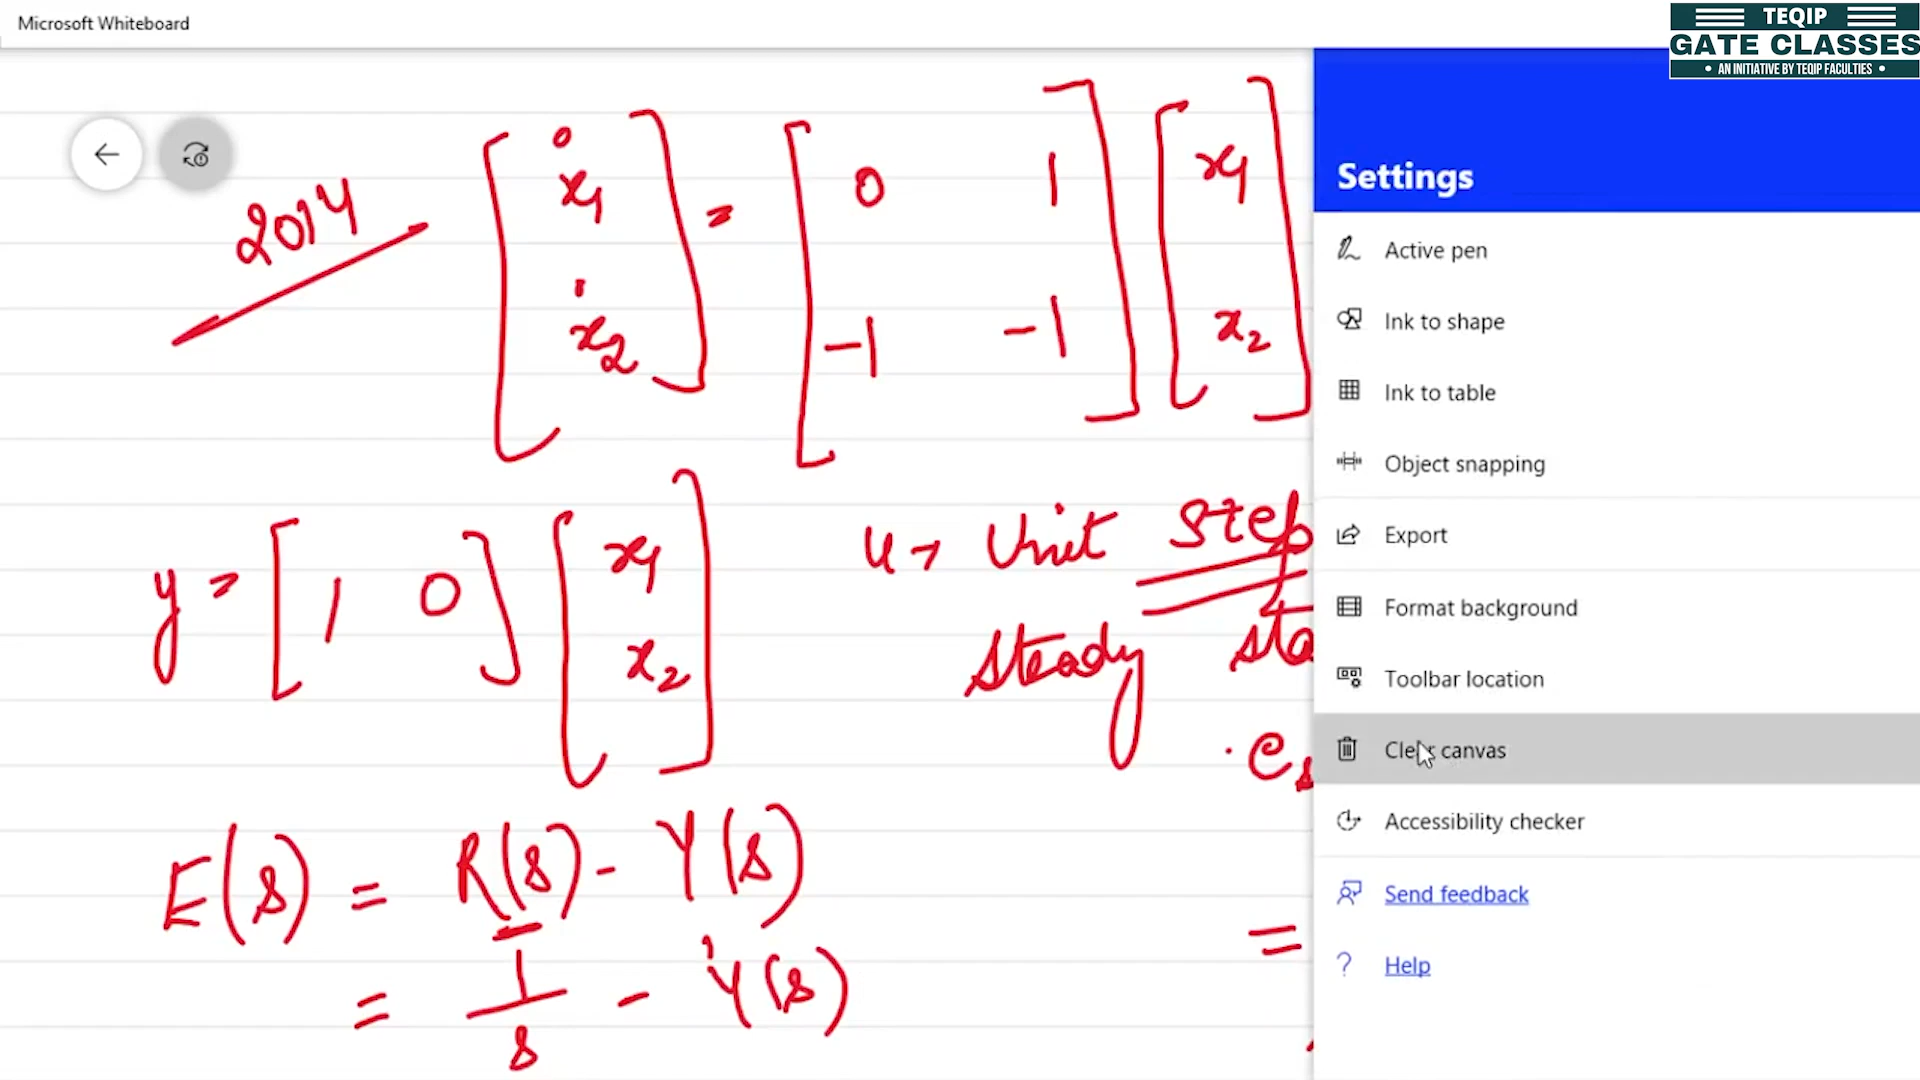 Microsoft Whiteboard
TEQIP
GATE CLASSES
• AN INITIATIVE BY TEQIP FACULTIES •
2014
[ẋ1 ẋ2] = [0 1 -1 -1] [x1 x2]
y = [1 0] [x1 x2]
u → Unit step
steady
E(s) = R(s) - Y(s)
= 1/s - Y(s)
=
Settings
Active pen
Ink to shape
Ink to table
Object snapping
Export
Format background
Toolbar location
Clear canvas
Accessibility checker
Send feedback
Help